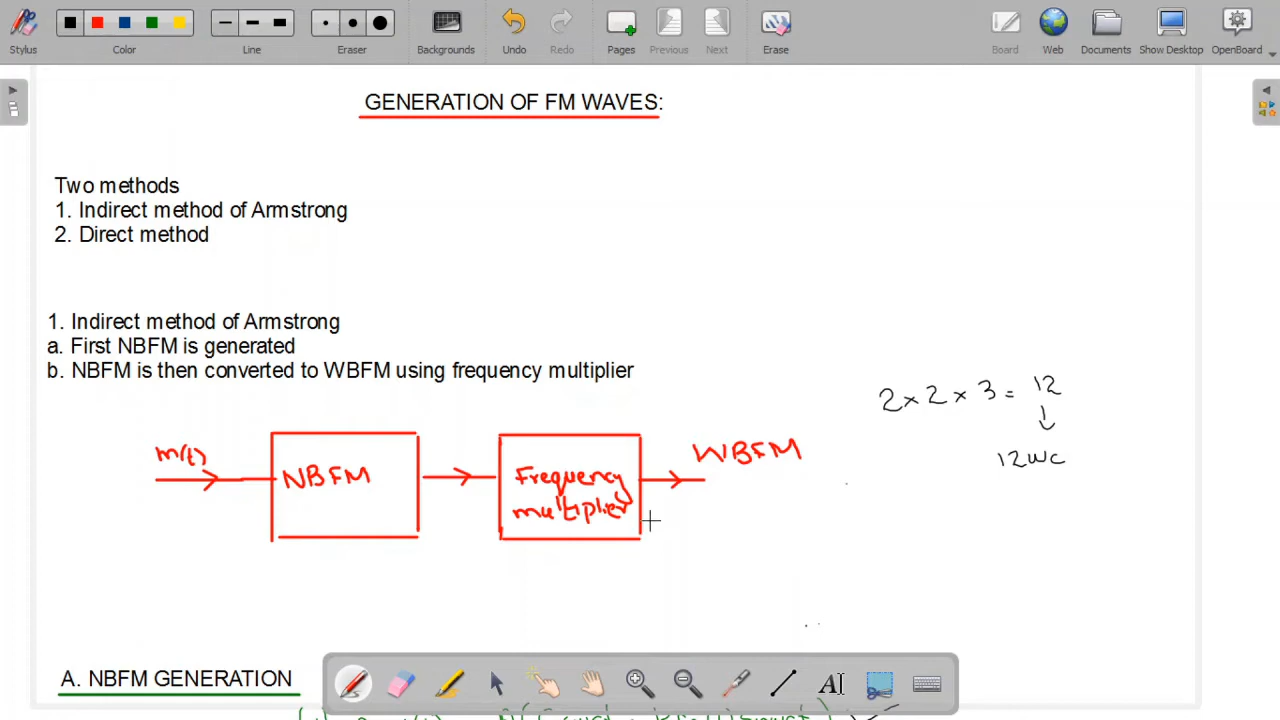 Stylus
Color
Line
Eraser
Backgrounds
Undo
Redo
Pages
Previous
Next
Erase
Board
Web
Documents
Show Desktop
OpenBoard
GENERATION OF FM WAVES:
Two methods
1. Indirect method of Armstrong
2. Direct method
1. Indirect method of Armstrong
a. First NBFM is generated
b. NBFM is then converted to WBFM using frequency multiplier
2 × 2 × 3 = 12
12wc
m(t)
NBFM
Frequency
multiplier
WBFM
A. NBFM GENERATION